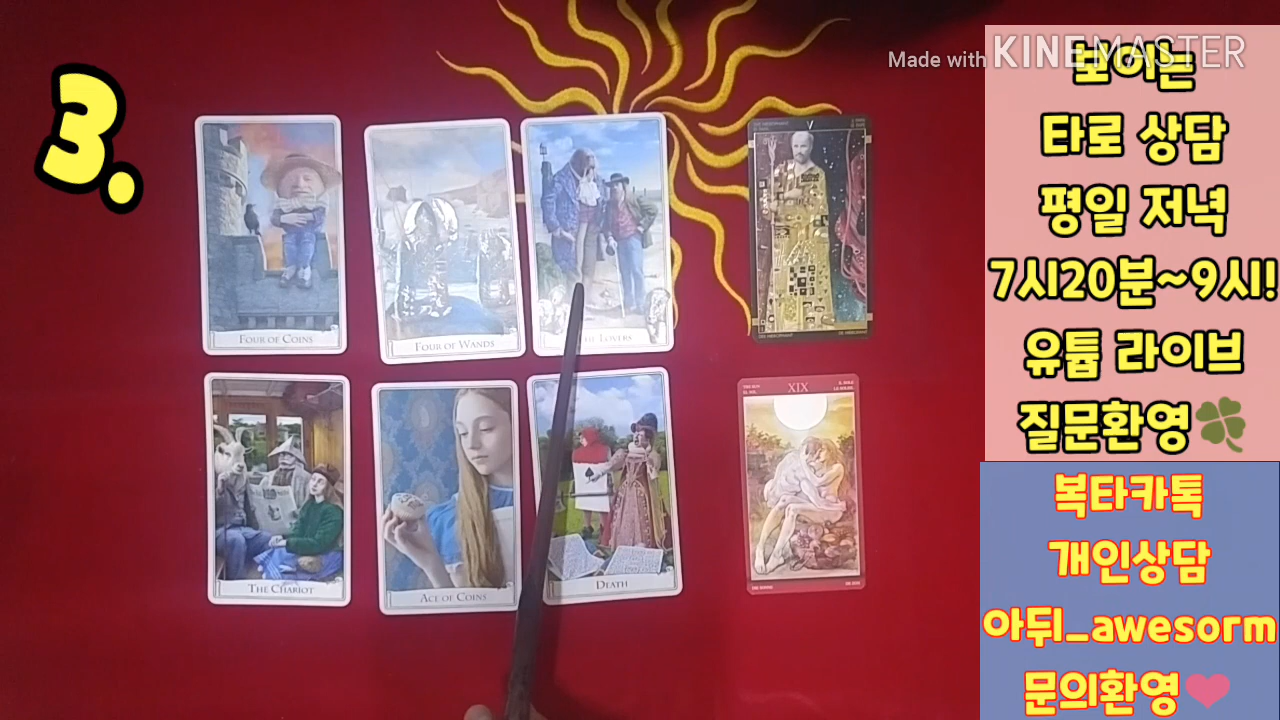 Made with KINEMASTER
3.
보이는
타로 상담
평일 저녁
7시20분~9시!
유튭 라이브
질문환영🍀
복타카톡
개인상담
아뒤_awesorm
문의환영❤
FOUR OF COINS
FOUR OF WANDS
THE LOVERS
V
THE CHARIOT
ACE OF COINS
DEATH
XIX